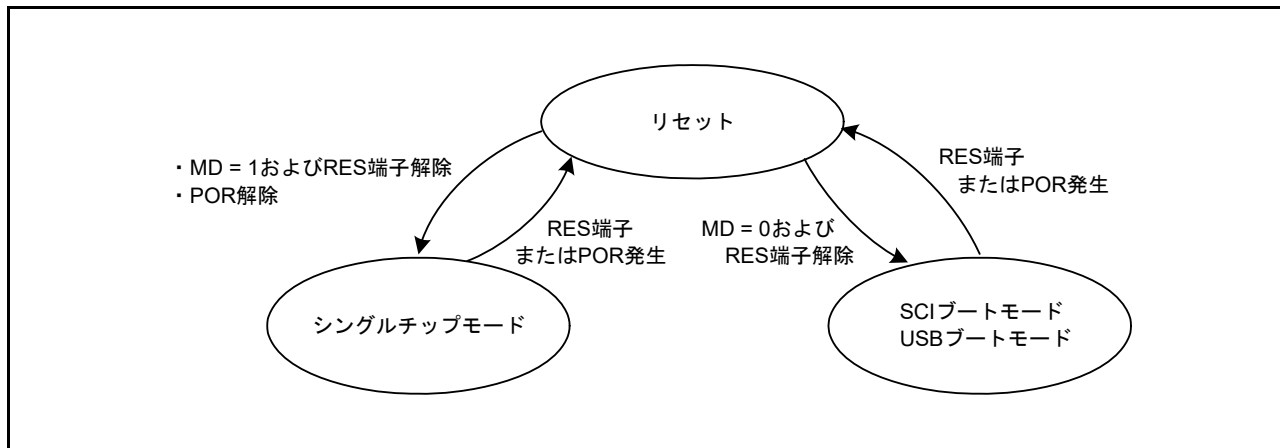 リセット
・MD = 1およびRES端子解除
・POR解除
RES端子
またはPOR発生
MD = 0および
RES端子解除
RES端子
またはPOR発生
シングルチップモード
SCIブートモード
USBブートモード